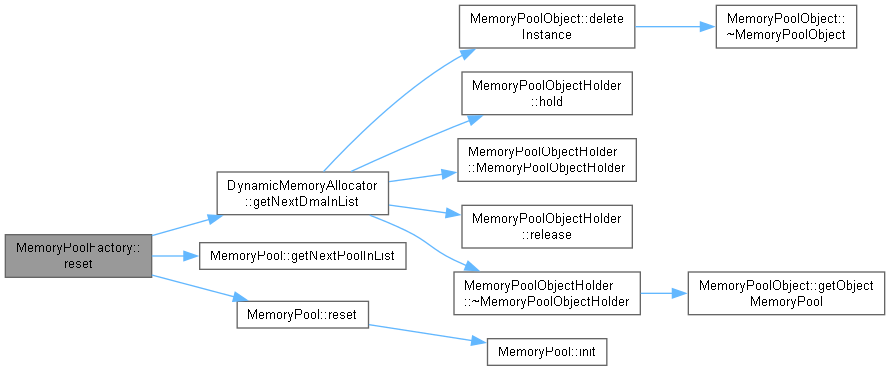 MemoryPoolFactory::
reset
DynamicMemoryAllocator
::getNextDmaInList
MemoryPool::getNextPoolInList
MemoryPool::reset
MemoryPoolObject::delete
Instance
MemoryPoolObjectHolder
::hold
MemoryPoolObjectHolder
::MemoryPoolObjectHolder
MemoryPoolObjectHolder
::release
MemoryPoolObjectHolder
::~MemoryPoolObjectHolder
MemoryPool::init
MemoryPoolObject::
~MemoryPoolObject
MemoryPoolObject::getObject
MemoryPool